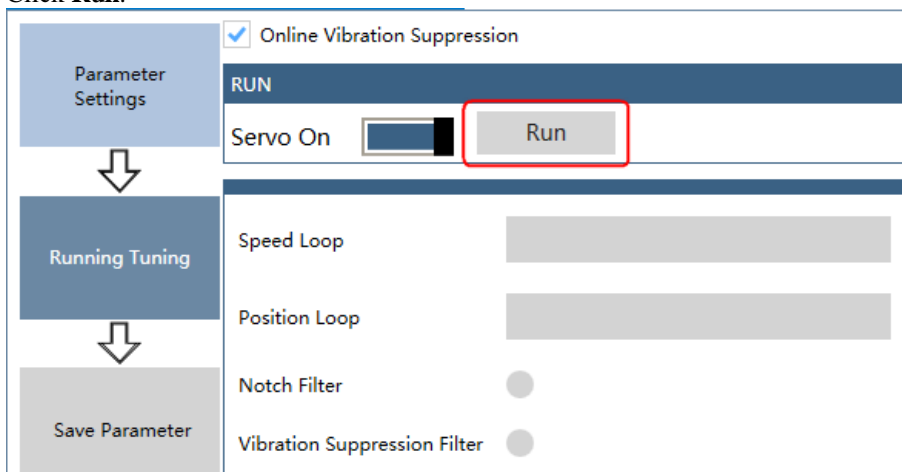 Click Run.
Online Vibration Suppression
Parameter
Settings
RUN
Servo On
Run
Speed Loop
Running Tuning
Position Loop
Notch Filter
Save Parameter
Vibration Suppression Filter